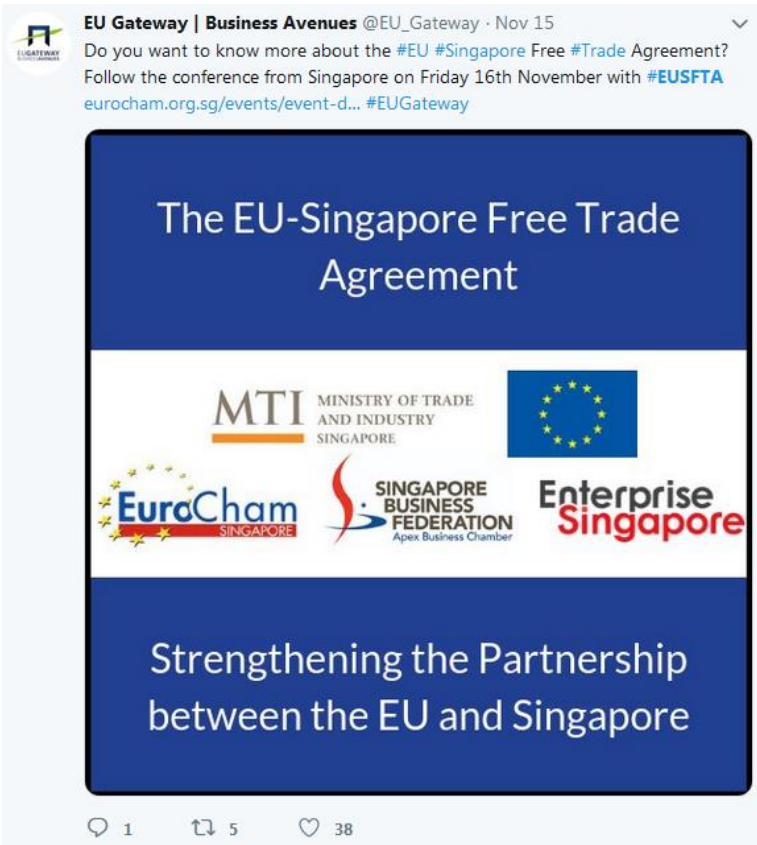 EU Gateway | Business Avenues @EU_Gateway · Nov 15
EUGATEWAY
BUSINESS AVENUES
Do you want to know more about the #EU #Singapore Free #Trade Agreement?
Follow the conference from Singapore on Friday 16th November with #EUSFTA
eurocham.org.sg/events/event-d... #EUGateway
The EU-Singapore Free Trade
Agreement
MTI MINISTRY OF TRADE
AND INDUSTRY
SINGAPORE
EuroCham
SINGAPORE
SINGAPORE
BUSINESS
FEDERATION
Apex Business Chamber
Enterprise
Singapore
Strengthening the Partnership
between the EU and Singapore
1 5 38